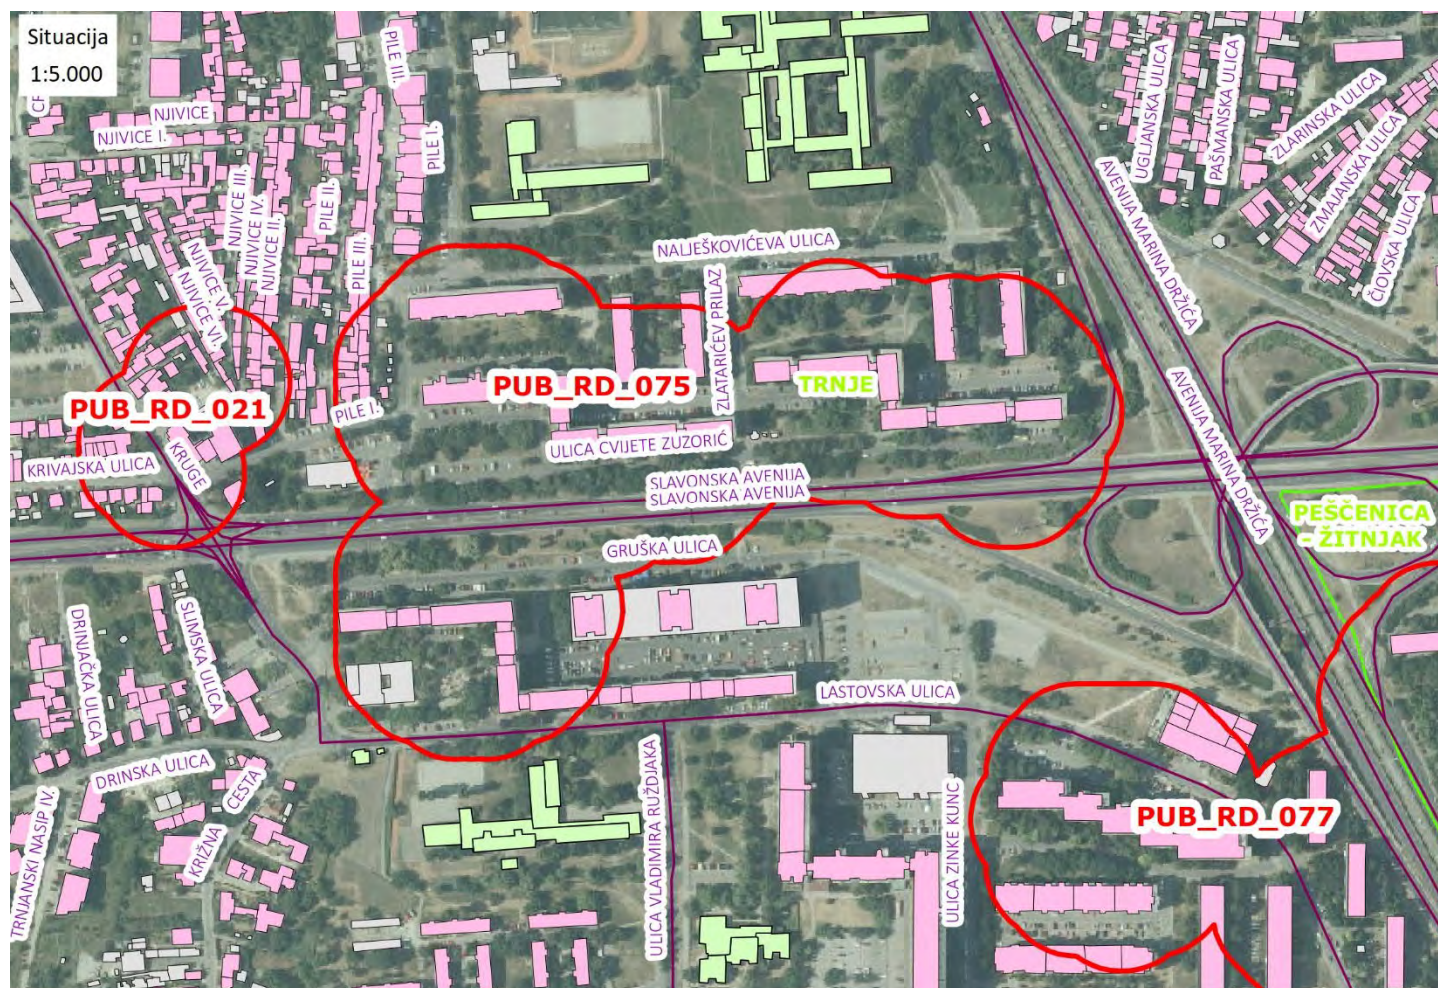 Situacija
1:5.000
NJIVICE
NJIVICE I.
NJIVICE III.
NJIVICE IV.
NJIVICE II.
NJIVICE V.
NJIVICE VI.
PILE II.
PILE III.
PILE III.
PILE I.
PILE I.
NALJEŠKOVIĆEVA ULICA
ZLATARIĆEV PRILAZ
AVENIJA MARINA DRŽIĆA
AVENIJA MARINA DRŽIĆA
UGLJANSKA ULICA
PAŠMANSKA ULICA
ZLARINSKA ULICA
ZMAJANSKA ULICA
ČIOVSKA ULICA
PUB_RD_021
PUB_RD_075
TRNJE
KRIVAJSKA ULICA
KRUGE
ULICA CVIJETE ZUZORIĆ
SLAVONSKA AVENIJA
SLAVONSKA AVENIJA
PEŠČENICA
- ŽITNJAK
GRUŠKA ULICA
DRINJAČKA ULICA
SLIMSKA ULICA
LASTOVSKA ULICA
DRINSKA ULICA
KRIŽNA
CESTA
TRNJANSKI NASIP IV.
ULICA VLADIMIRA RUŽDJAKA
ULICA ZINKE KUNC
PUB_RD_077